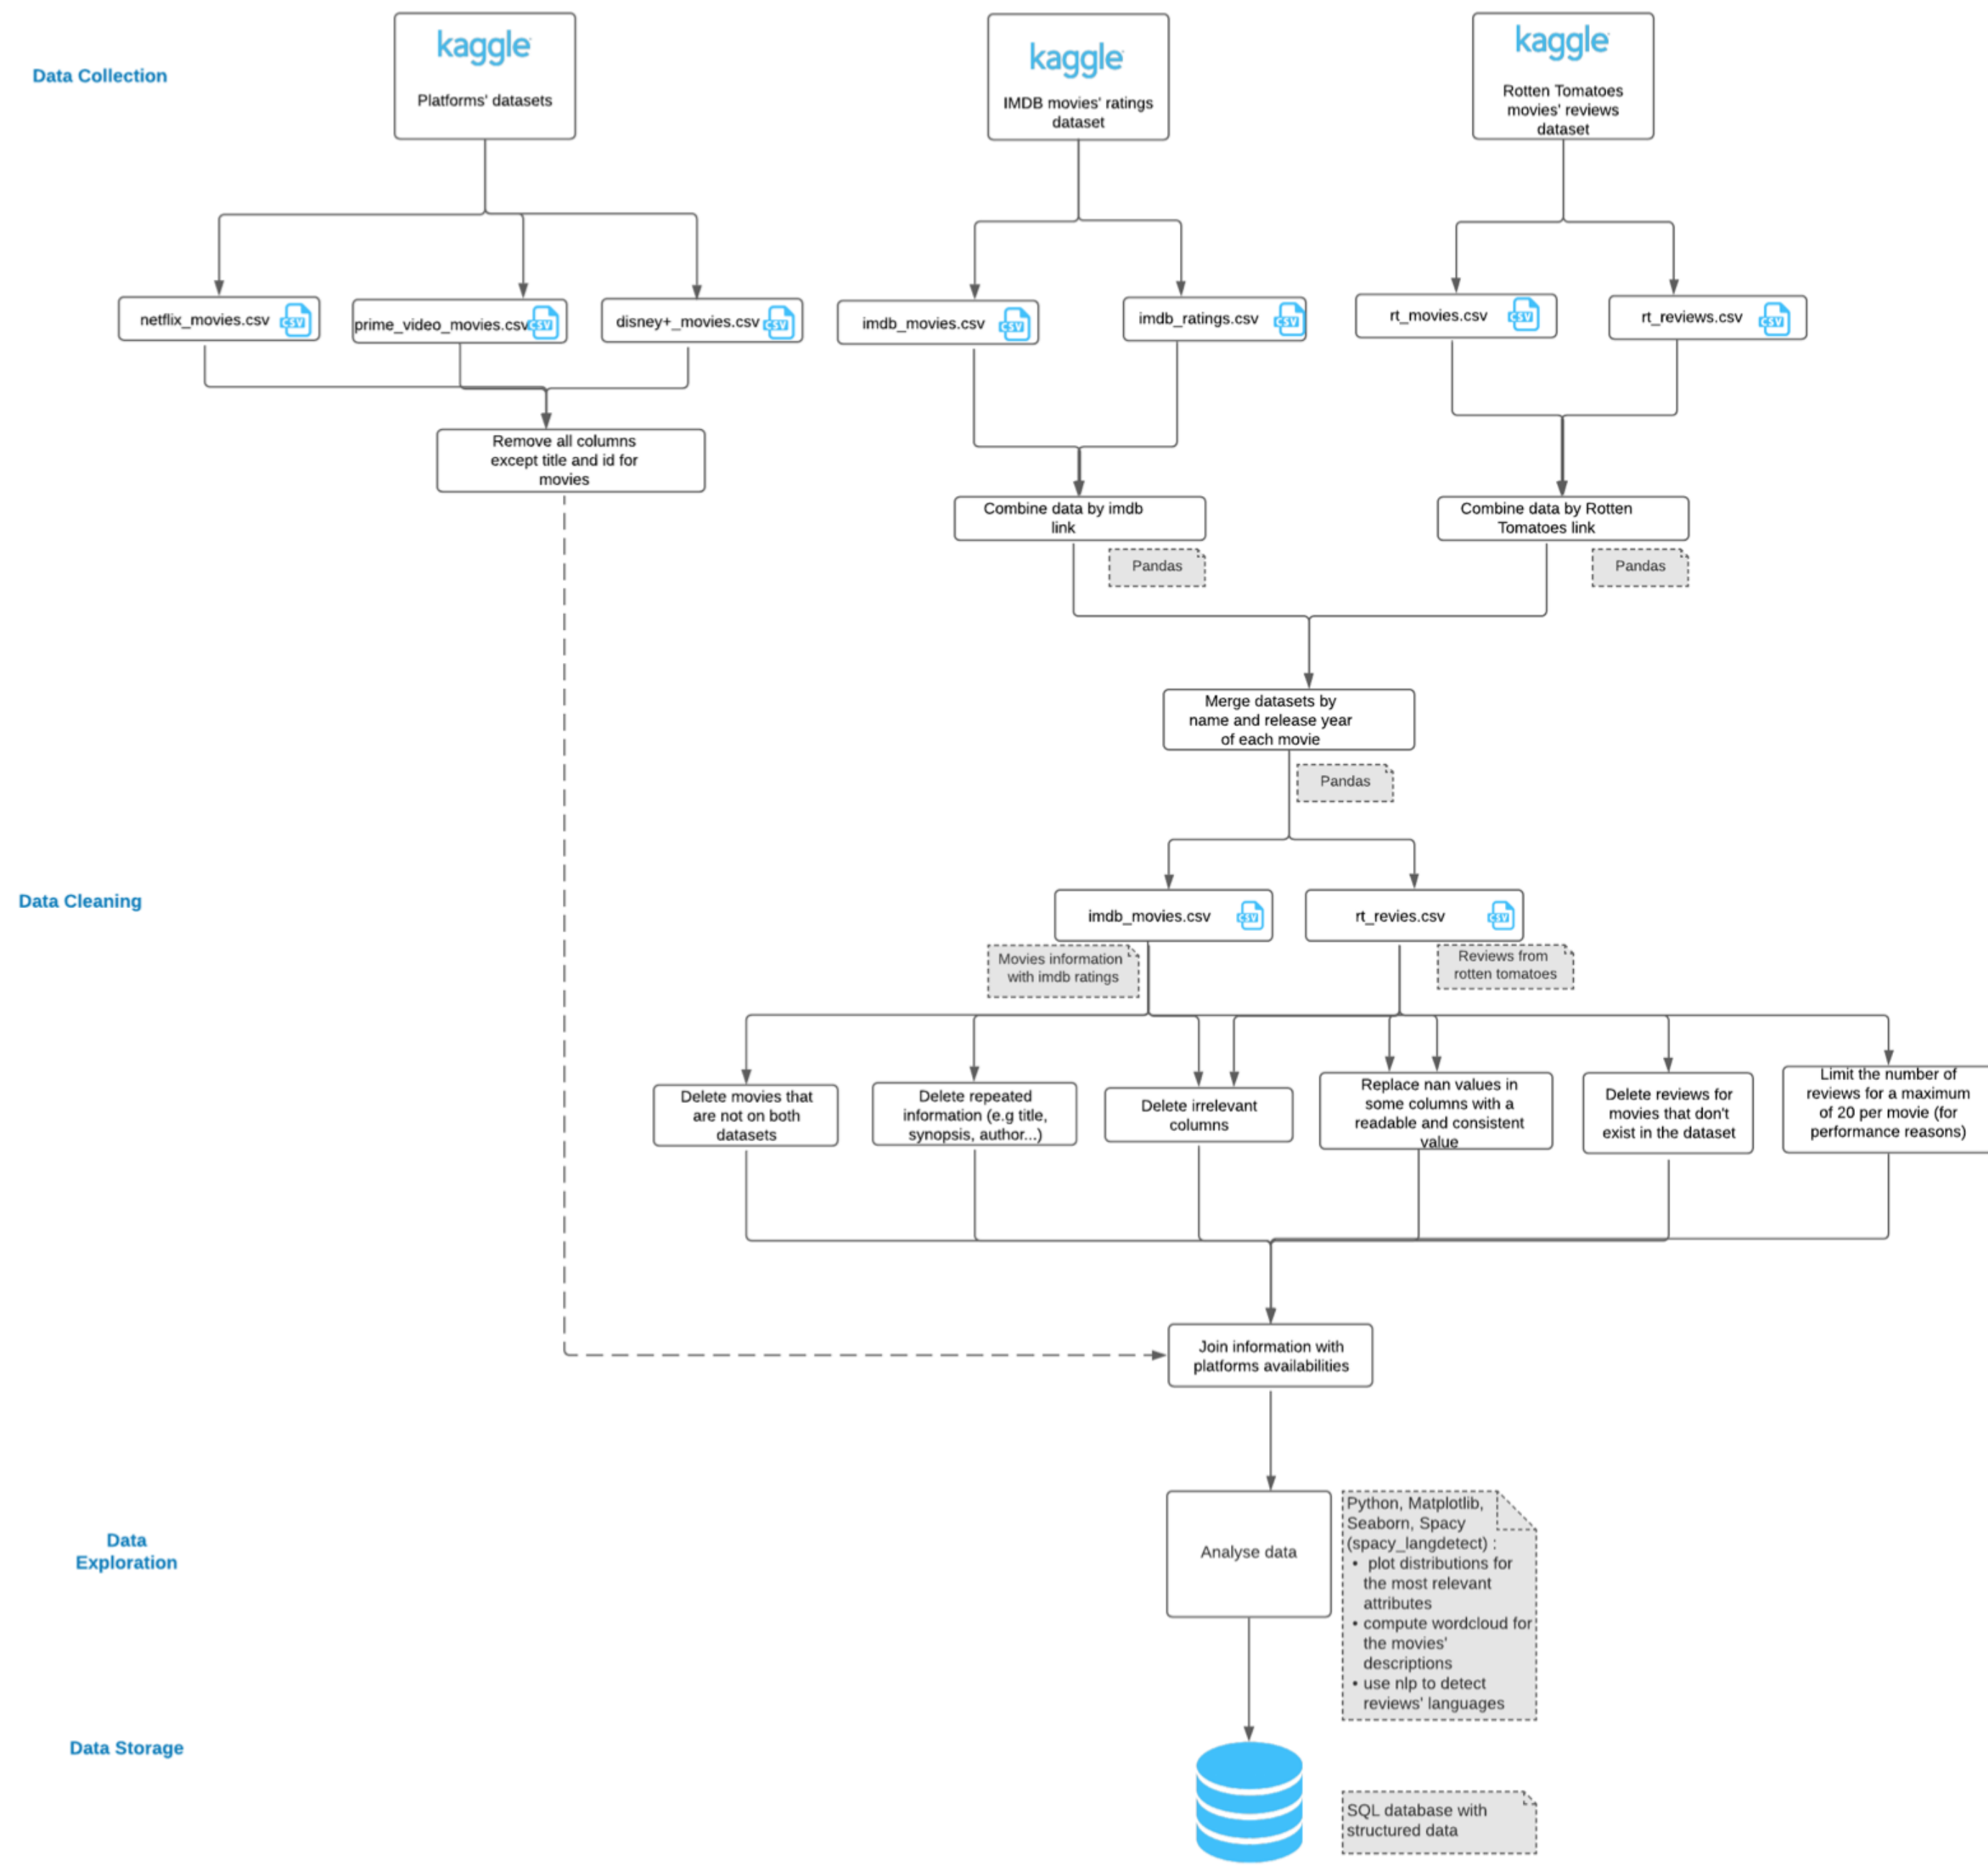 Data Collection
kaggle
Platforms' datasets
kaggle
IMDB movies' ratings
dataset
kaggle
Rotten Tomatoes
movies' reviews
dataset
netflix_movies.csv
CSV
prime_video_movies.csv
CSV
disney+_movies.csv
CSV
imdb_movies.csv
CSV
imdb_ratings.csv
CSV
rt_movies.csv
CSV
rt_reviews.csv
CSV
Remove all columns
except title and id for
movies
Combine data by imdb
link
Pandas
Combine data by Rotten
Tomatoes link
Pandas
Merge datasets by
name and release year
of each movie
Pandas
Data Cleaning
imdb_movies.csv
CSV
rt_revies.csv
CSV
Movies information
with imdb ratings
Reviews from
rotten tomatoes
Delete movies that
are not on both
datasets
Delete repeated
information (e.g title,
synopsis, author...)
Delete irrelevant
columns
Replace nan values in
some columns with a
readable and consistent
value
Delete reviews for
movies that don't
exist in the dataset
Limit the number of
reviews for a maximum
of 20 per movie (for
performance reasons)
Join information with
platforms availabilities
Data
Exploration
Analyse data
Python, Matplotlib,
Seaborn, Spacy
(spacy_langdetect) :
• plot distributions for
the most relevant
attributes
• compute wordcloud for
the movies'
descriptions
• use nlp to detect
reviews' languages
Data Storage
SQL database with
structured data